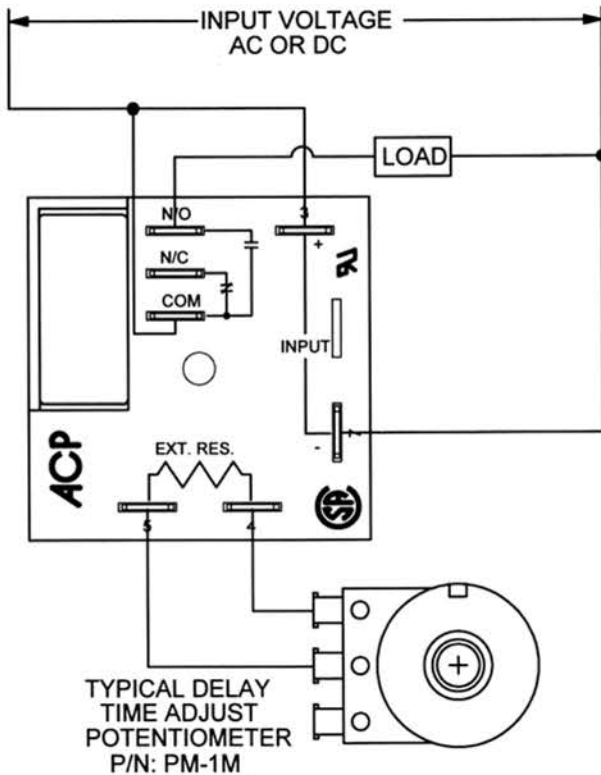 INPUT VOLTAGE
AC OR DC
LOAD
N/O
3
+
N/C
COM
INPUT
-
ACP
EXT. RES.
5
4
TYPICAL DELAY
TIME ADJUST
POTENTIOMETER
P/N: PM-1M